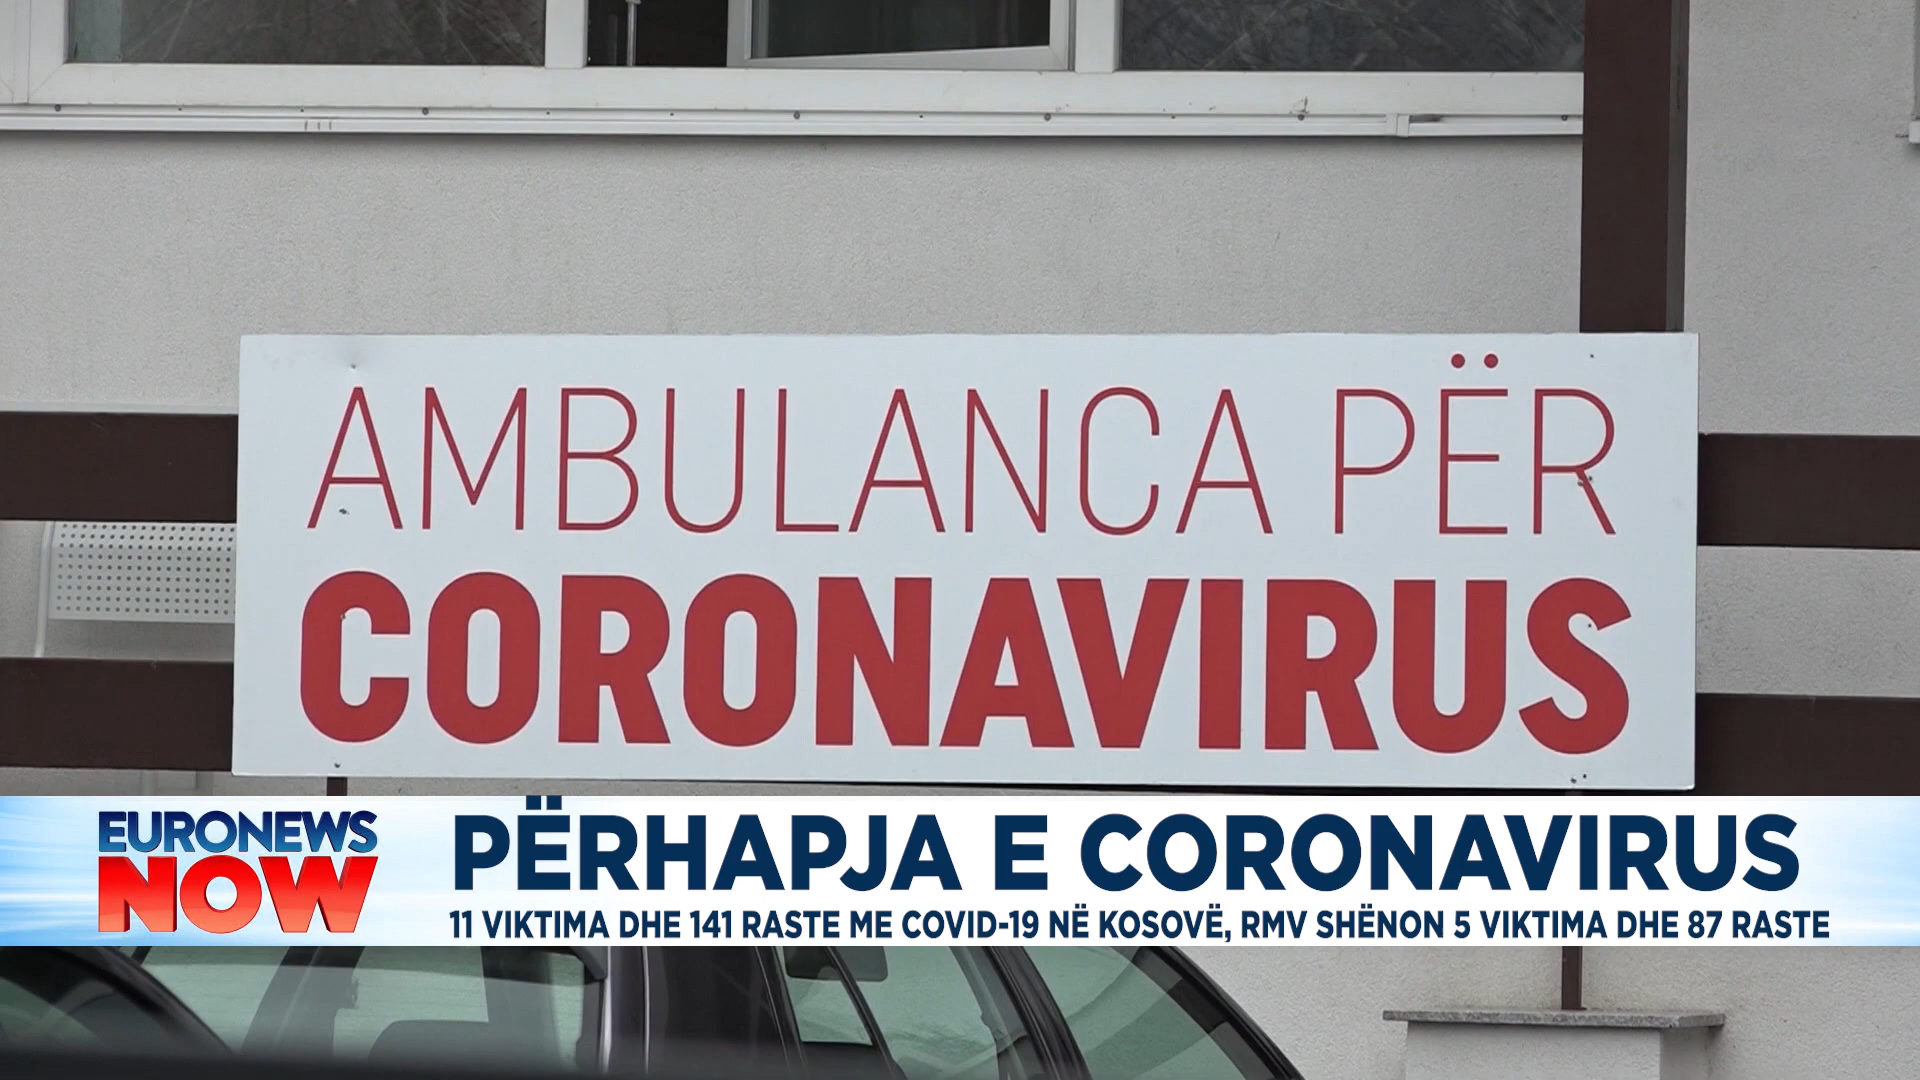 AMBULANCA PËR
CORONAVIRUS
EURONEWS
NOW
PËRHAPJA E CORONAVIRUS
11 VIKTIMA DHE 141 RASTE ME COVID-19 NË KOSOVË, RMV SHËNON 5 VIKTIMA DHE 87 RASTE